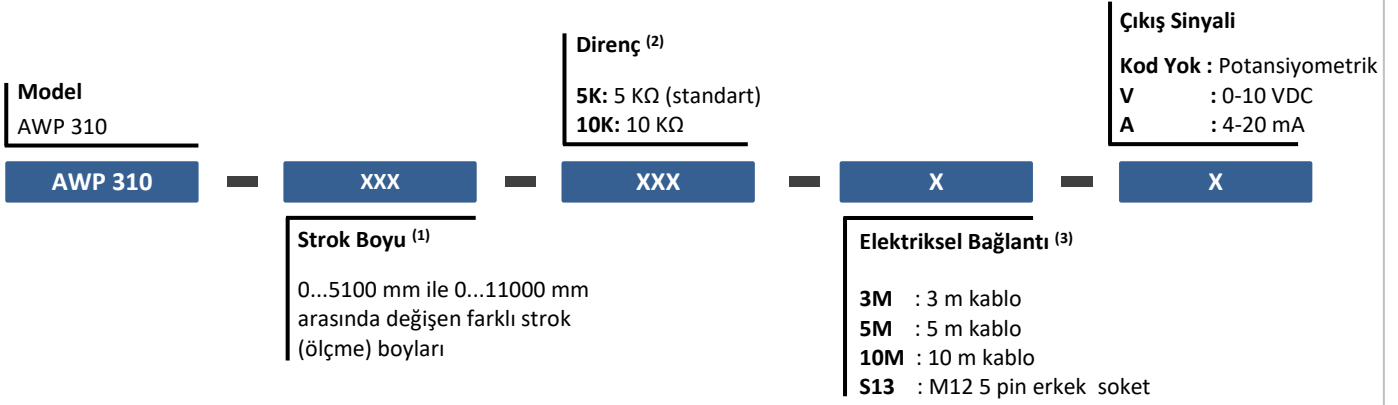 Model
AWP 310
Direnç (2)
5K: 5 KΩ (standart)
10K: 10 KΩ
Çıkış Sinyali
Kod Yok : Potansiyometrik
V : 0-10 VDC
A : 4-20 mA
AWP 310 – XXX – XXX – X – X
Strok Boyu (1)
0...5100 mm ile 0...11000 mm
arasında değişen farklı strok
(ölçme) boyları
Elektriksel Bağlantı (3)
3M : 3 m kablo
5M : 5 m kablo
10M : 10 m kablo
S13 : M12 5 pin erkek soket